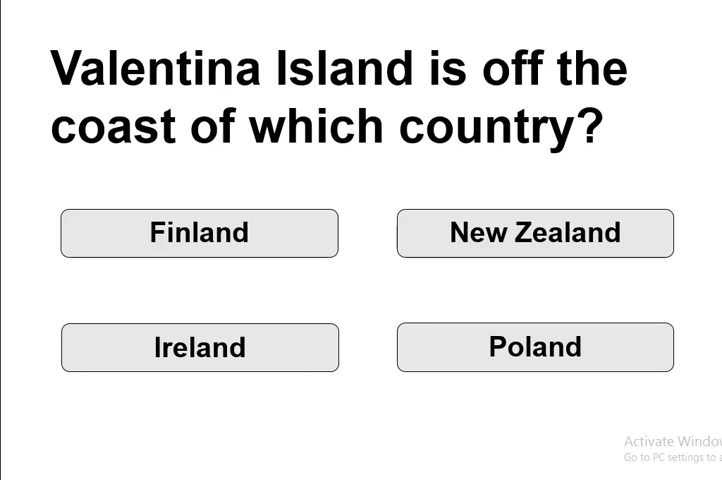 Valentina Island is off the
coast of which country?
Finland
New Zealand
Ireland
Poland
Activate Window
Go to PC settings to a